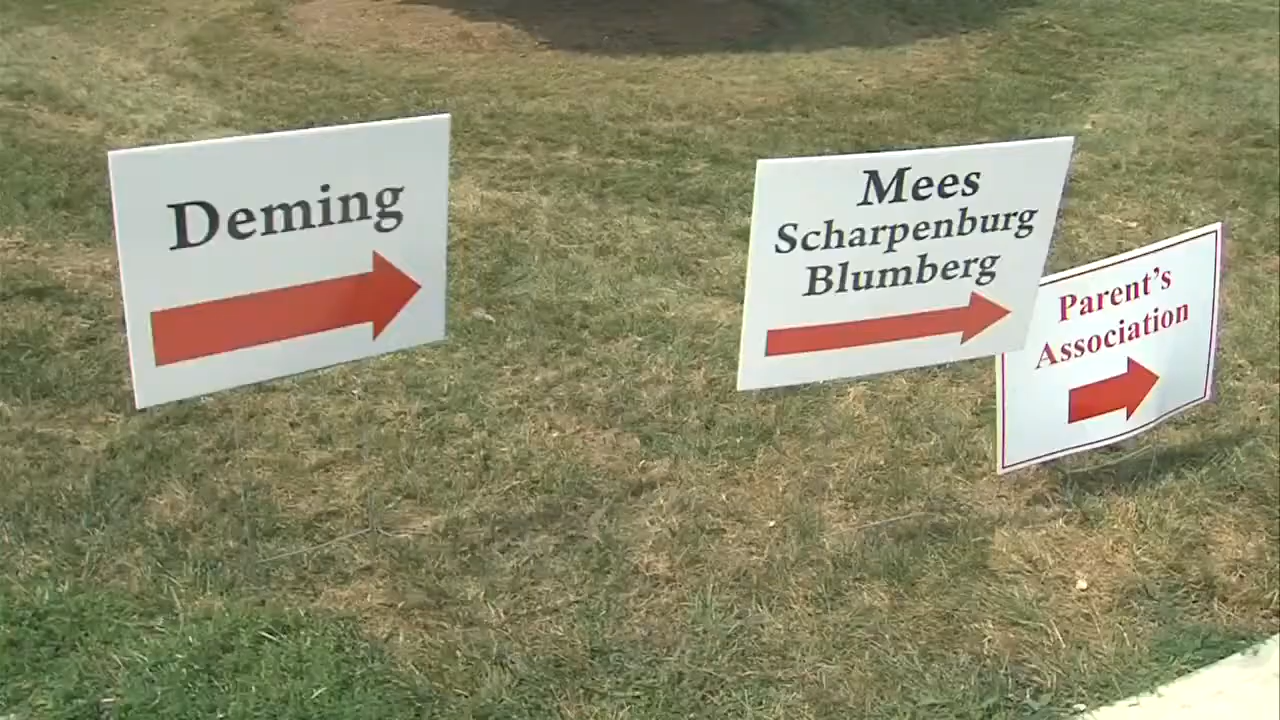 Deming
Mees
Scharpenburg
Blumberg
Parent's
Association